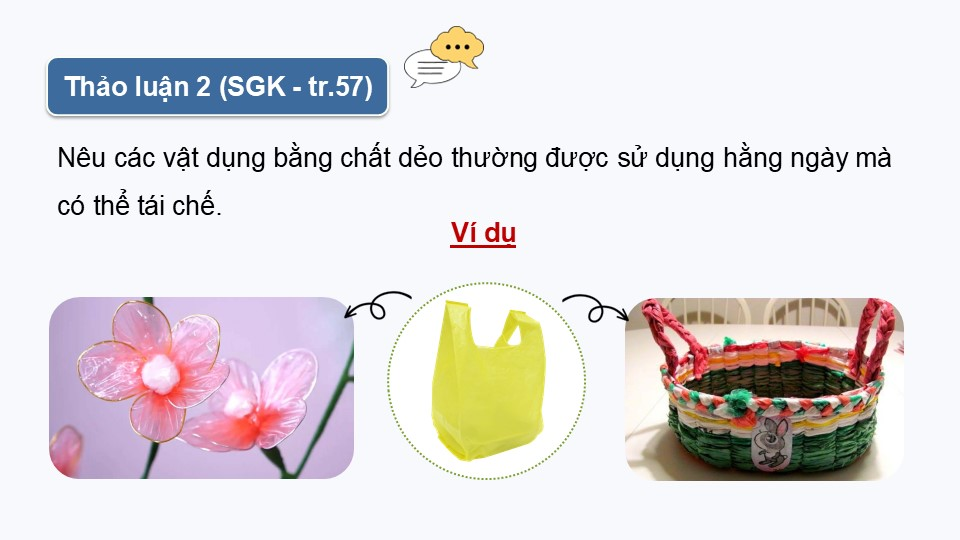 Thảo luận 2 (SGK - tr.57)
Nêu các vật dụng bằng chất dẻo thường được sử dụng hằng ngày mà
có thể tái chế.
Ví dụ